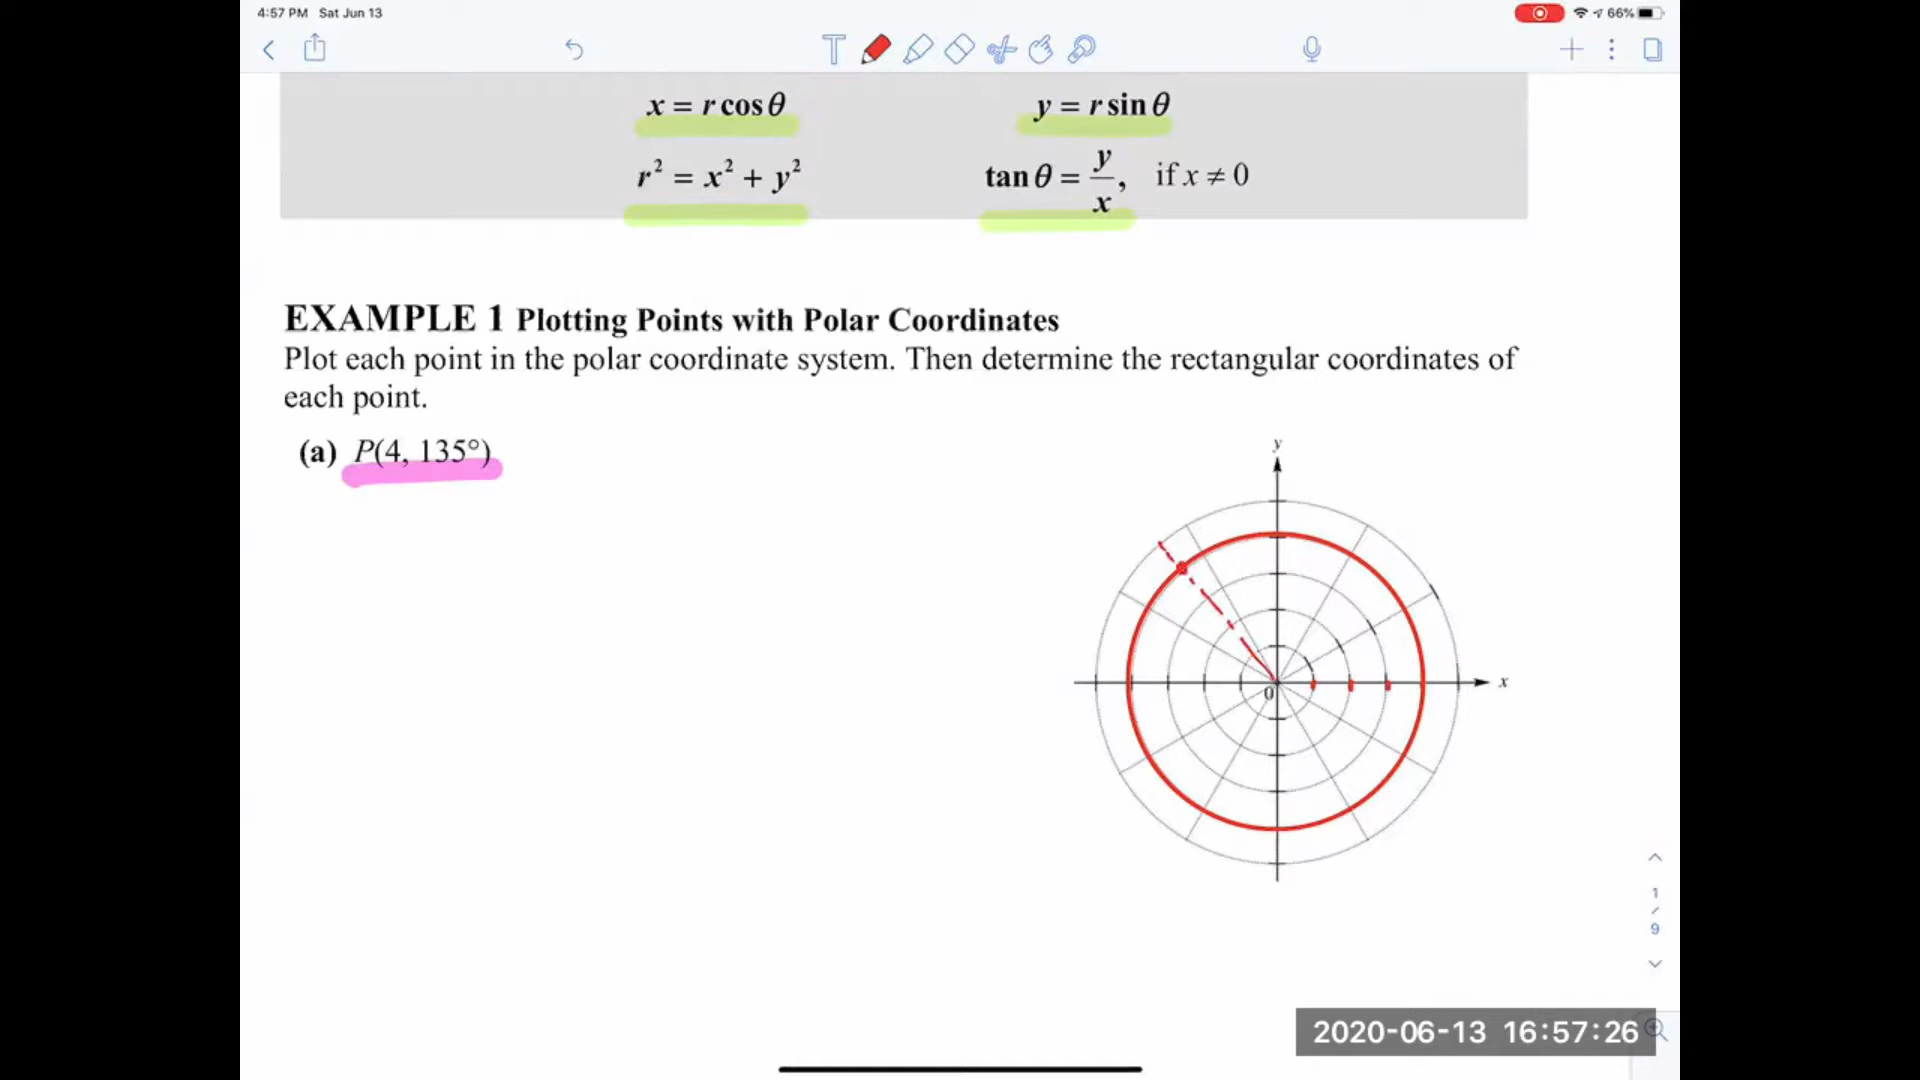 4:57 PM Sat Jun 13
66%
x = r cos θ
y = r sin θ
r² = x² + y²
tan θ = y/x, if x ≠ 0
EXAMPLE 1 Plotting Points with Polar Coordinates
Plot each point in the polar coordinate system. Then determine the rectangular coordinates of
each point.
(a) P(4, 135°)
y
x
0
1
/
9
2020-06-13 16:57:26